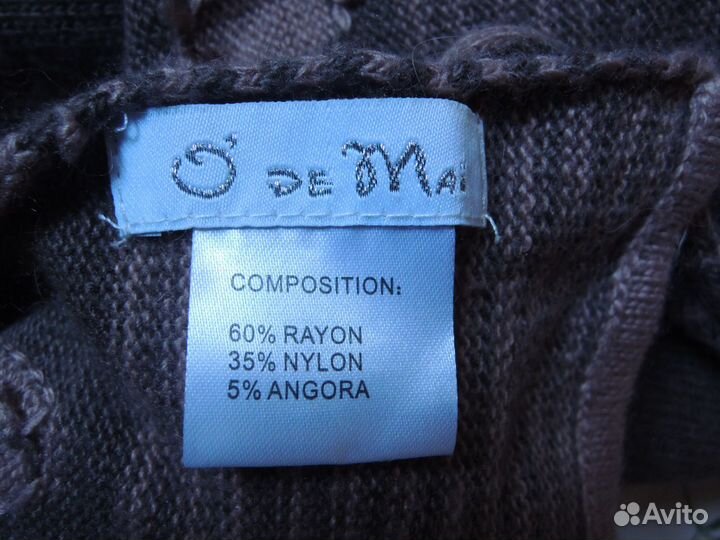 O' DE MAI
COMPOSITION:
60% RAYON
35% NYLON
5% ANGORA
Avito